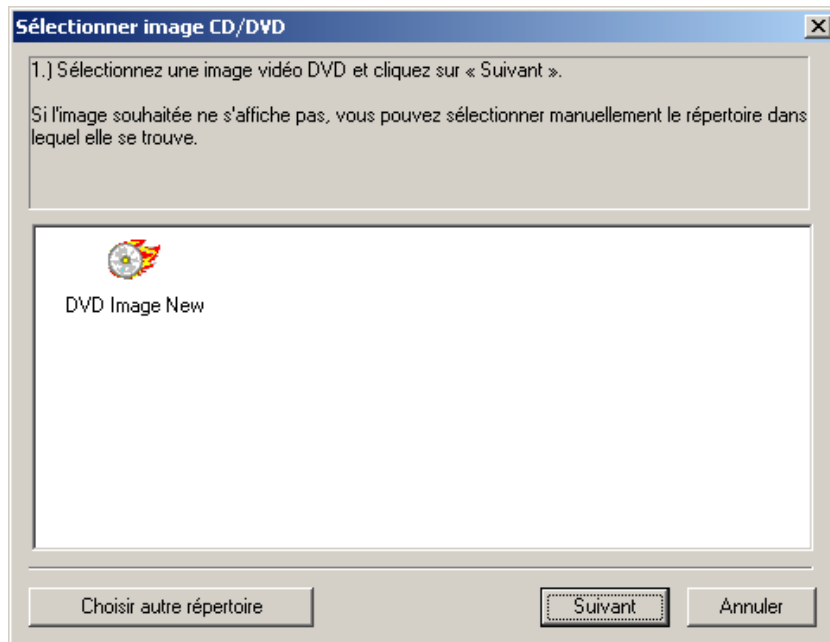 Sélectionner image CD/DVD
1.) Sélectionnez une image vidéo DVD et cliquez sur « Suivant ».
Si l'image souhaitée ne s'affiche pas, vous pouvez sélectionner manuellement le répertoire dans
lequel elle se trouve.
DVD Image New
Choisir autre répertoire
Suivant
Annuler